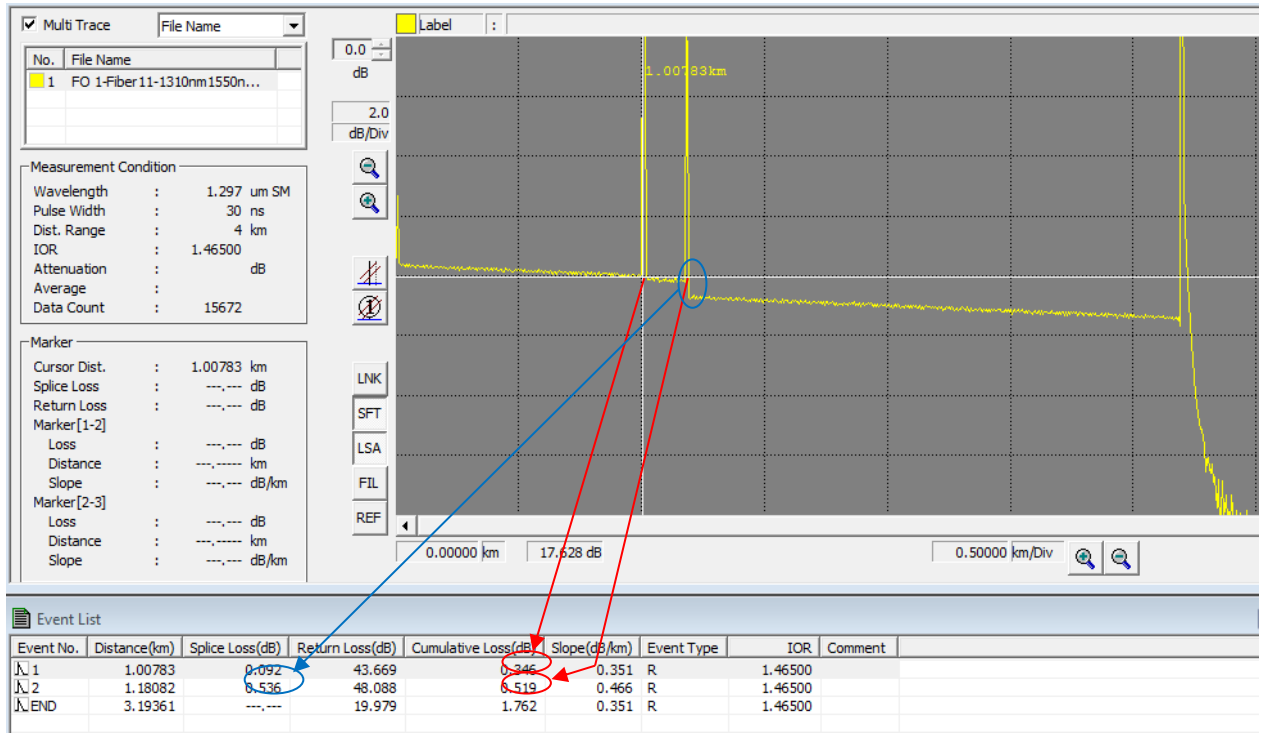 Multi Trace File Name
Label :
No. File Name
1 FO 1-Fiber11-1310nm1550n...
0.0
dB
2.0
dB/Div
1.00783km
Measurement Condition
Wavelength : 1.297 um SM
Pulse Width : 30 ns
Dist. Range : 4 km
IOR : 1.46500
Attenuation : dB
Average :
Data Count : 15672
Marker
Cursor Dist. : 1.00783 km
Splice Loss : ---.--- dB
Return Loss : ---.--- dB
Marker[1-2]
Loss : ---.--- dB
Distance : ---.----- km
Slope : ---.--- dB/km
Marker[2-3]
Loss : ---.--- dB
Distance : ---.----- km
Slope : ---.--- dB/km
LNK
SFT
LSA
FIL
REF
0.00000 km 17.628 dB 0.50000 km/Div
Event List
Event No. Distance(km) Splice Loss(dB) Return Loss(dB) Cumulative Loss(dB) Slope(dB/km) Event Type IOR Comment
1 1.00783 0.092 43.669 0.346 0.351 R 1.46500
2 1.18082 0.536 48.088 0.519 0.466 R 1.46500
END 3.19361 ---.--- 19.979 1.762 0.351 R 1.46500